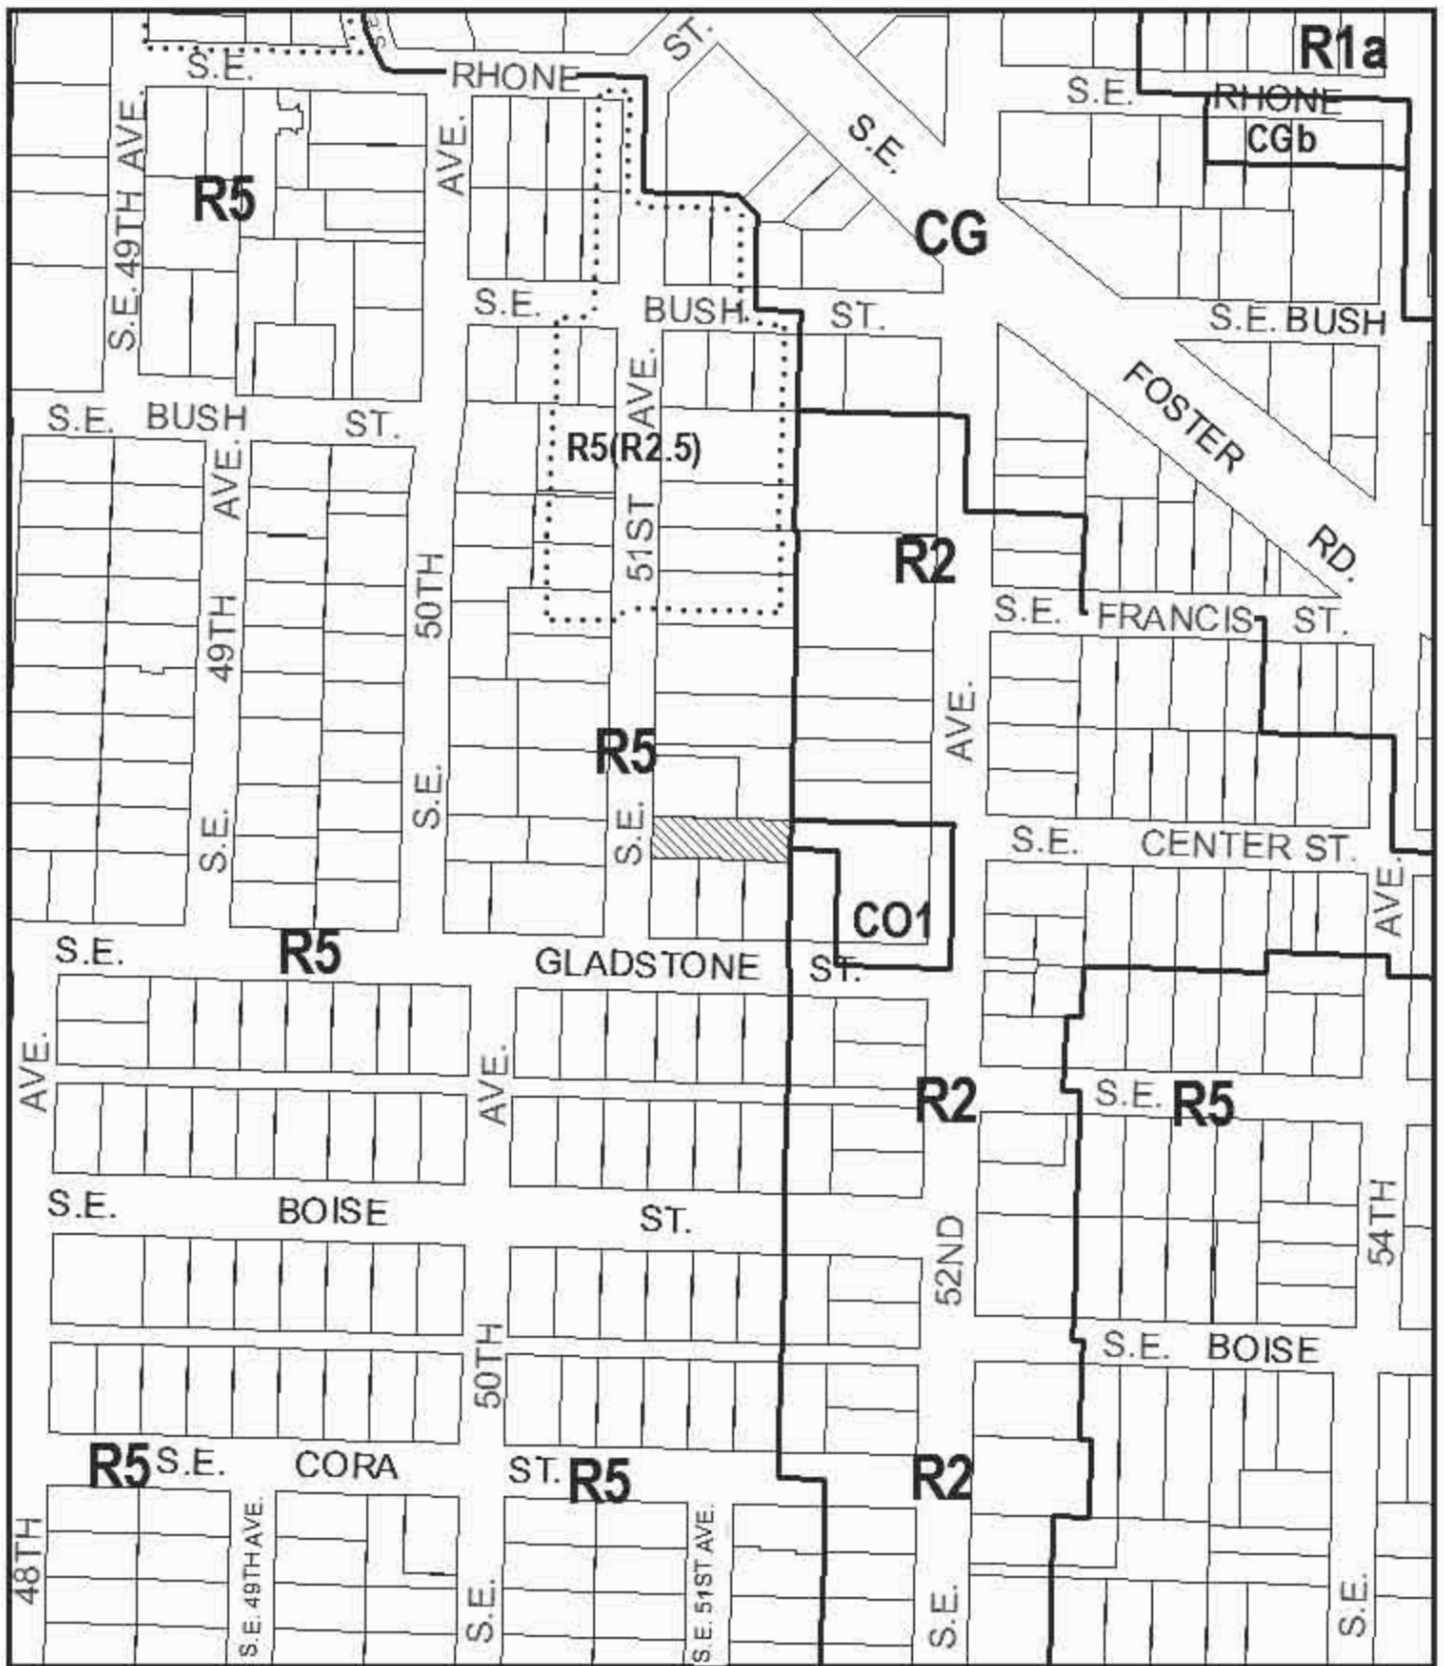 ST.
R1a
S.E.
RHONE
S.E.
RHONE
CGb
S.E. 49TH AVE.
AVE.
S.E.
R5
CG
S.E.
BUSH
ST.
S.E. BUSH
S.E.
BUSH
ST.
AVE.
FOSTER
RD.
AVE.
R5(R2.5)
51ST
R2
49TH
50TH
S.E.
FRANCIS
ST.
AVE.
R5
S.E.
S.E.
S.E.
S.E.
CENTER ST.
AVE.
CO1
S.E.
R5
GLADSTONE
ST.
AVE.
AVE.
R2
S.E.
R5
S.E.
BOISE
ST.
52ND
54TH
S.E.
BOISE
50TH
R5
S.E.
CORA
ST.
R5
R2
48TH
S.E. 49TH AVE.
S.E.
S.E. 51ST AVE.
S.E.
S.E.